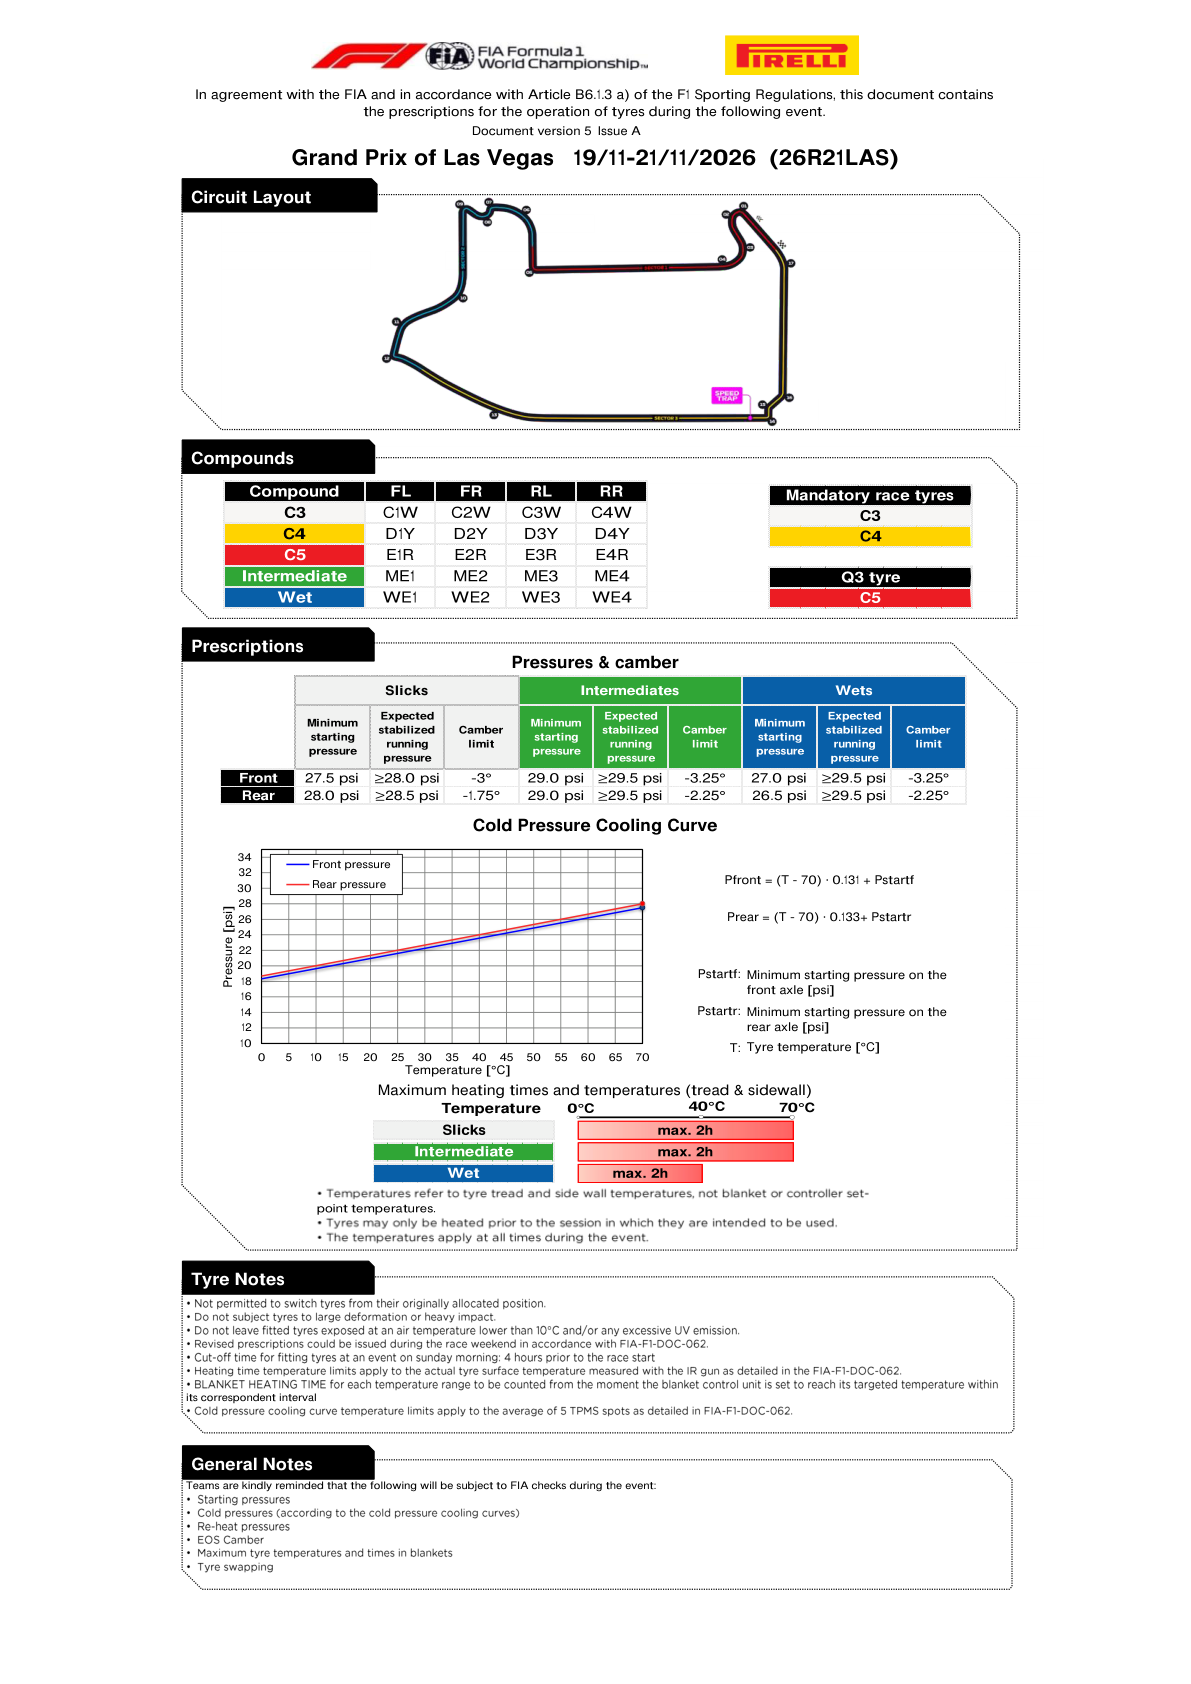 F1 FIA FIA Formula 1
World Championship™
PIRELLI
In agreement with the FIA and in accordance with Article B6.1.3 a) of the F1 Sporting Regulations, this document contains
the prescriptions for the operation of tyres during the following event.
Document version 5 Issue A
Grand Prix of Las Vegas 19/11-21/11/2026 (26R21LAS)
Circuit Layout
SECTOR 1
SPEED
TRAP
SECTOR 3
Compounds
Compound FL FR RL RR
C3 C1W C2W C3W C4W
C4 D1Y D2Y D3Y D4Y
C5 E1R E2R E3R E4R
Intermediate ME1 ME2 ME3 ME4
Wet WE1 WE2 WE3 WE4
Mandatory race tyres
C3
C4
Q3 tyre
C5
Prescriptions
Pressures & camber
Slicks Intermediates Wets
Minimum starting pressure Expected stabilized running pressure Camber limit Minimum starting pressure Expected stabilized running pressure Camber limit Minimum starting pressure Expected stabilized running pressure Camber limit
Front 27.5 psi ≥28.0 psi -3° 29.0 psi ≥29.5 psi -3.25° 27.0 psi ≥29.5 psi -3.25°
Rear 28.0 psi ≥28.5 psi -1.75° 29.0 psi ≥29.5 psi -2.25° 26.5 psi ≥29.5 psi -2.25°
Cold Pressure Cooling Curve
Front pressure
Rear pressure
Pressure [psi]
34
32
30
28
26
24
22
20
18
16
14
12
10
0 5 10 15 20 25 30 35 40 45 50 55 60 65 70
Temperature [°C]
Pfront = (T - 70) · 0.131 + Pstartf
Prear = (T - 70) · 0.133+ Pstartr
Pstartf: Minimum starting pressure on the
front axle [psi]
Pstartr: Minimum starting pressure on the
rear axle [psi]
T: Tyre temperature [°C]
Maximum heating times and temperatures (tread & sidewall)
Temperature 0°C 40°C 70°C
Slicks max. 2h
Intermediate max. 2h
Wet max. 2h
• Temperatures refer to tyre tread and side wall temperatures, not blanket or controller set-
point temperatures.
• Tyres may only be heated prior to the session in which they are intended to be used.
• The temperatures apply at all times during the event.
Tyre Notes
• Not permitted to switch tyres from their originally allocated position.
• Do not subject tyres to large deformation or heavy impact.
• Do not leave fitted tyres exposed at an air temperature lower than 10°C and/or any excessive UV emission.
• Revised prescriptions could be issued during the race weekend in accordance with FIA-F1-DOC-062.
• Cut-off time for fitting tyres at an event on sunday morning: 4 hours prior to the race start
• Heating time temperature limits apply to the actual tyre surface temperature measured with the IR gun as detailed in the FIA-F1-DOC-062.
• BLANKET HEATING TIME for each temperature range to be counted from the moment the blanket control unit is set to reach its targeted temperature within
its correspondent interval
• Cold pressure cooling curve temperature limits apply to the average of 5 TPMS spots as detailed in FIA-F1-DOC-062.
General Notes
Teams are kindly reminded that the following will be subject to FIA checks during the event:
• Starting pressures
• Cold pressures (according to the cold pressure cooling curves)
• Re-heat pressures
• EOS Camber
• Maximum tyre temperatures and times in blankets
• Tyre swapping